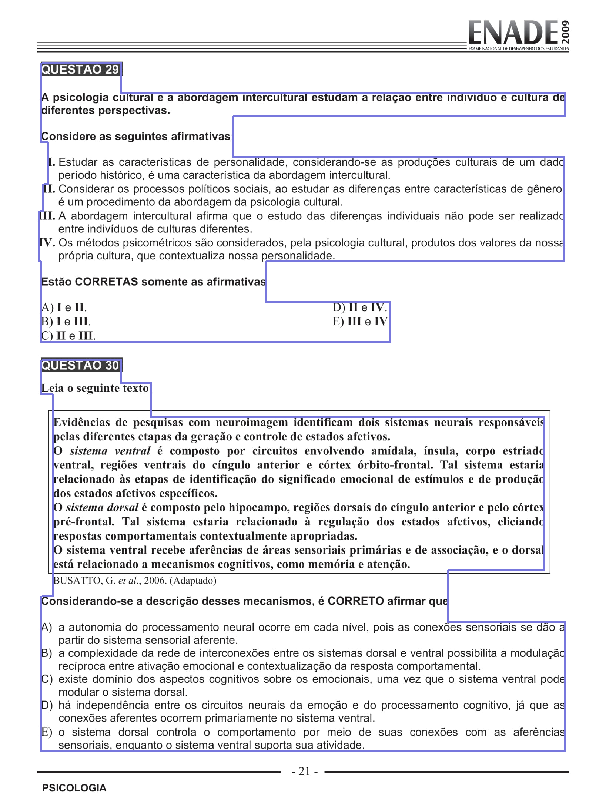 ENADE 2009
EXAME NACIONAL DE DESEMPENHO DOS ESTUDANTES
QUESTÃO 29
A psicologia cultural e a abordagem intercultural estudam a relação entre indivíduo e cultura de
diferentes perspectivas.
Considere as seguintes afirmativas
I. Estudar as características de personalidade, considerando-se as produções culturais de um dado
período histórico, é uma característica da abordagem intercultural.
II. Considerar os processos políticos sociais, ao estudar as diferenças entre características de gênero
é um procedimento da abordagem da psicologia cultural.
III. A abordagem intercultural afirma que o estudo das diferenças individuais não pode ser realizado
entre indivíduos de culturas diferentes.
IV. Os métodos psicométricos são considerados, pela psicologia cultural, produtos dos valores da nossa
própria cultura, que contextualiza nossa personalidade.
Estão CORRETAS somente as afirmativas
A) I e II. D) II e IV.
B) I e III. E) III e IV
C) II e III.
QUESTÃO 30
Leia o seguinte texto
Evidências de pesquisas com neuroimagem identificam dois sistemas neurais responsáveis
pelas diferentes etapas da geração e controle de estados afetivos.
O sistema ventral é composto por circuitos envolvendo amídala, ínsula, corpo estriado
ventral, regiões ventrais do cíngulo anterior e córtex órbito-frontal. Tal sistema estaria
relacionado às etapas de identificação do significado emocional de estímulos e de produção
dos estados afetivos específicos.
O sistema dorsal é composto pelo hipocampo, regiões dorsais do cíngulo anterior e pelo córtex
pré-frontal. Tal sistema estaria relacionado à regulação dos estados afetivos, eliciando
respostas comportamentais contextualmente apropriadas.
O sistema ventral recebe aferências de áreas sensoriais primárias e de associação, e o dorsal
está relacionado a mecanismos cognitivos, como memória e atenção.
BUSATTO, G. et al., 2006. (Adaptado)
Considerando-se a descrição desses mecanismos, é CORRETO afirmar que
A) a autonomia do processamento neural ocorre em cada nível, pois as conexões sensoriais se dão a
partir do sistema sensorial aferente.
B) a complexidade da rede de interconexões entre os sistemas dorsal e ventral possibilita a modulação
recíproca entre ativação emocional e contextualização da resposta comportamental.
C) existe domínio dos aspectos cognitivos sobre os emocionais, uma vez que o sistema ventral pode
modular o sistema dorsal.
D) há independência entre os circuitos neurais da emoção e do processamento cognitivo, já que as
conexões aferentes ocorrem primariamente no sistema ventral.
E) o sistema dorsal controla o comportamento por meio de suas conexões com as aferências
sensoriais, enquanto o sistema ventral suporta sua atividade.
- 21 -
PSICOLOGIA